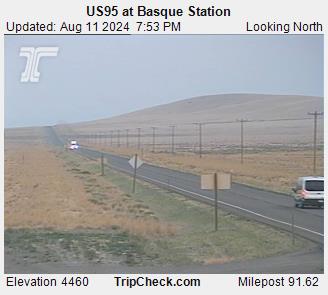 US95 at Basque Station
Updated: Aug 11 2024 7:53 PM Looking North
Elevation 4460 TripCheck.com Milepost 91.62